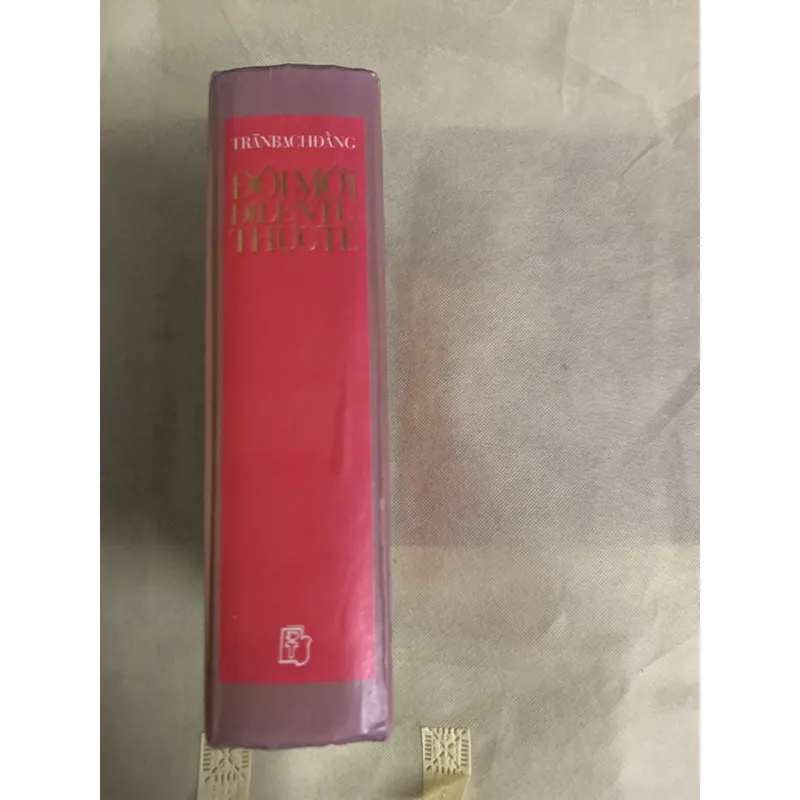 TRẦN BẠCH ĐẰNG
ĐỔI MỚI
ĐI LÊN TỪ
THỰC TẾ